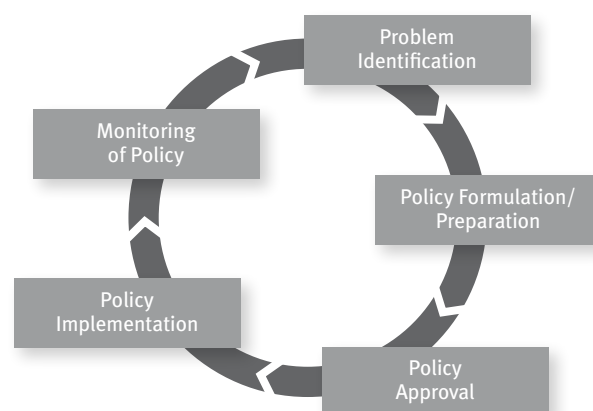 Problem
Identification
Policy Formulation/
Preparation
Policy
Approval
Policy
Implementation
Monitoring
of Policy